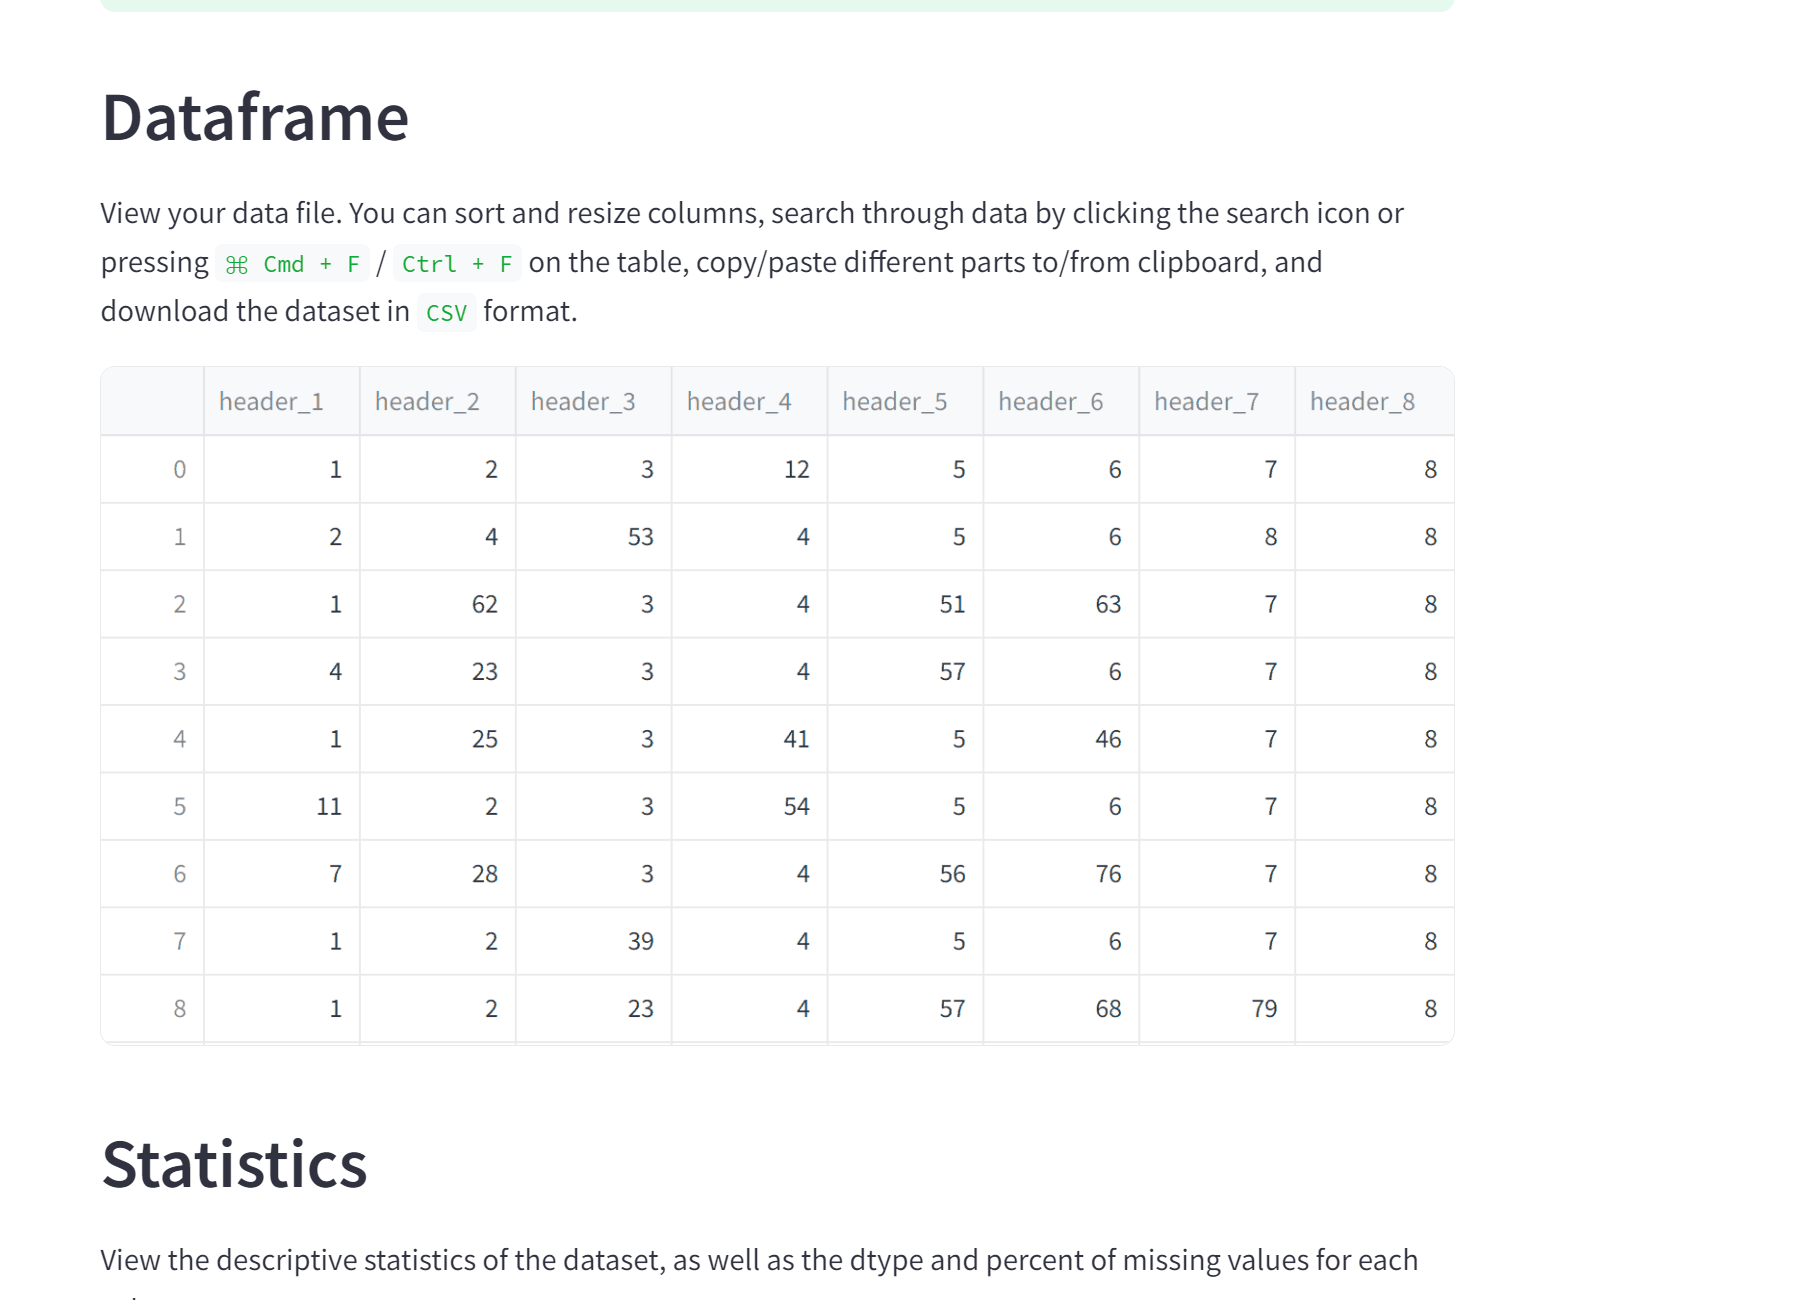 Dataframe
View your data file. You can sort and resize columns, search through data by clicking the search icon or
pressing ⌘ Cmd + F / Ctrl + F on the table, copy/paste different parts to/from clipboard, and
download the dataset in CSV format.
header_1 header_2 header_3 header_4 header_5 header_6 header_7 header_8
0 1 2 3 12 5 6 7 8
1 2 4 53 4 5 6 8 8
2 1 62 3 4 51 63 7 8
3 4 23 3 4 57 6 7 8
4 1 25 3 41 5 46 7 8
5 11 2 3 54 5 6 7 8
6 7 28 3 4 56 76 7 8
7 1 2 39 4 5 6 7 8
8 1 2 23 4 57 68 79 8
Statistics
View the descriptive statistics of the dataset, as well as the dtype and percent of missing values for each